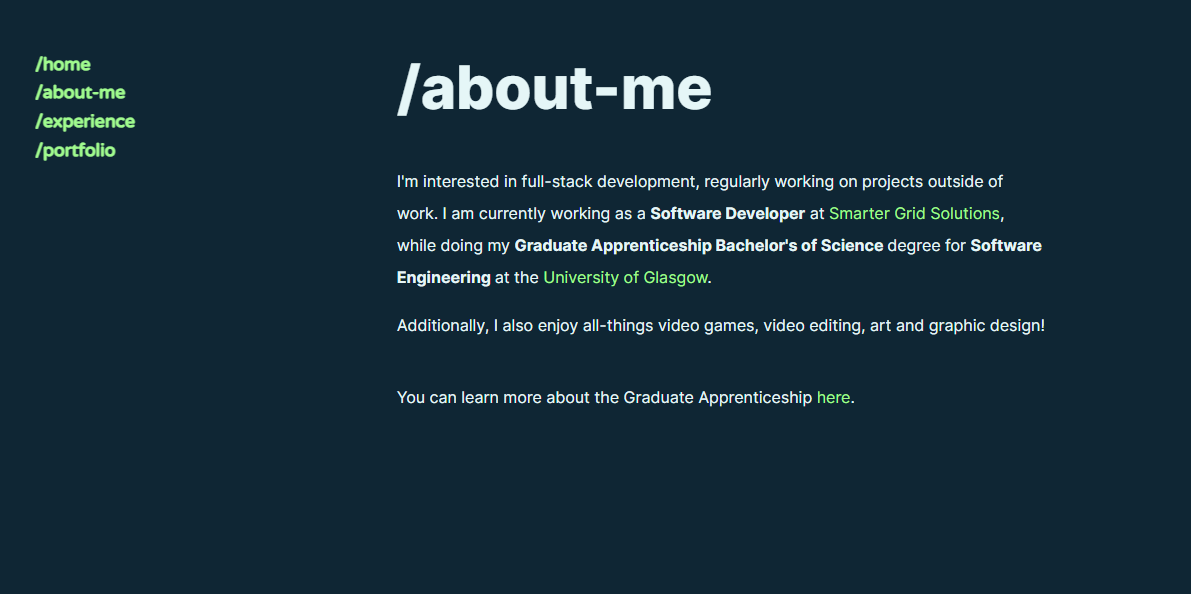 /home
/about-me
/experience
/portfolio
/about-me
I'm interested in full-stack development, regularly working on projects outside of
work. I am currently working as a Software Developer at Smarter Grid Solutions,
while doing my Graduate Apprenticeship Bachelor's of Science degree for Software
Engineering at the University of Glasgow.
Additionally, I also enjoy all-things video games, video editing, art and graphic design!
You can learn more about the Graduate Apprenticeship here.